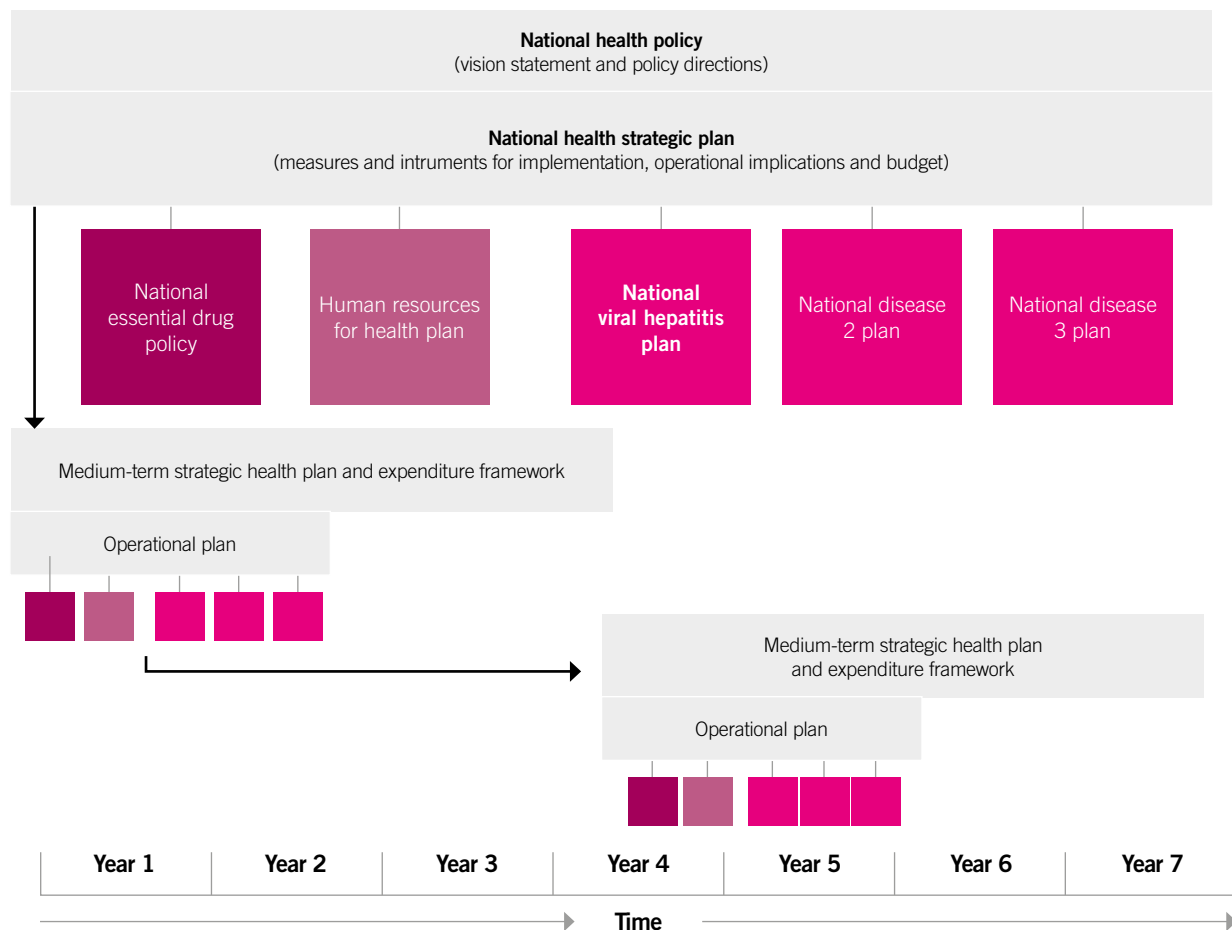 National health policy
(vision statement and policy directions)
National health strategic plan
(measures and intruments for implementation, operational implications and budget)
National
essential drug
policy
Human resources
for health plan
National
viral hepatitis
plan
National disease
2 plan
National disease
3 plan
Medium-term strategic health plan and expenditure framework
Operational plan
Medium-term strategic health plan
and expenditure framework
Operational plan
Year 1
Year 2
Year 3
Year 4
Year 5
Year 6
Year 7
Time